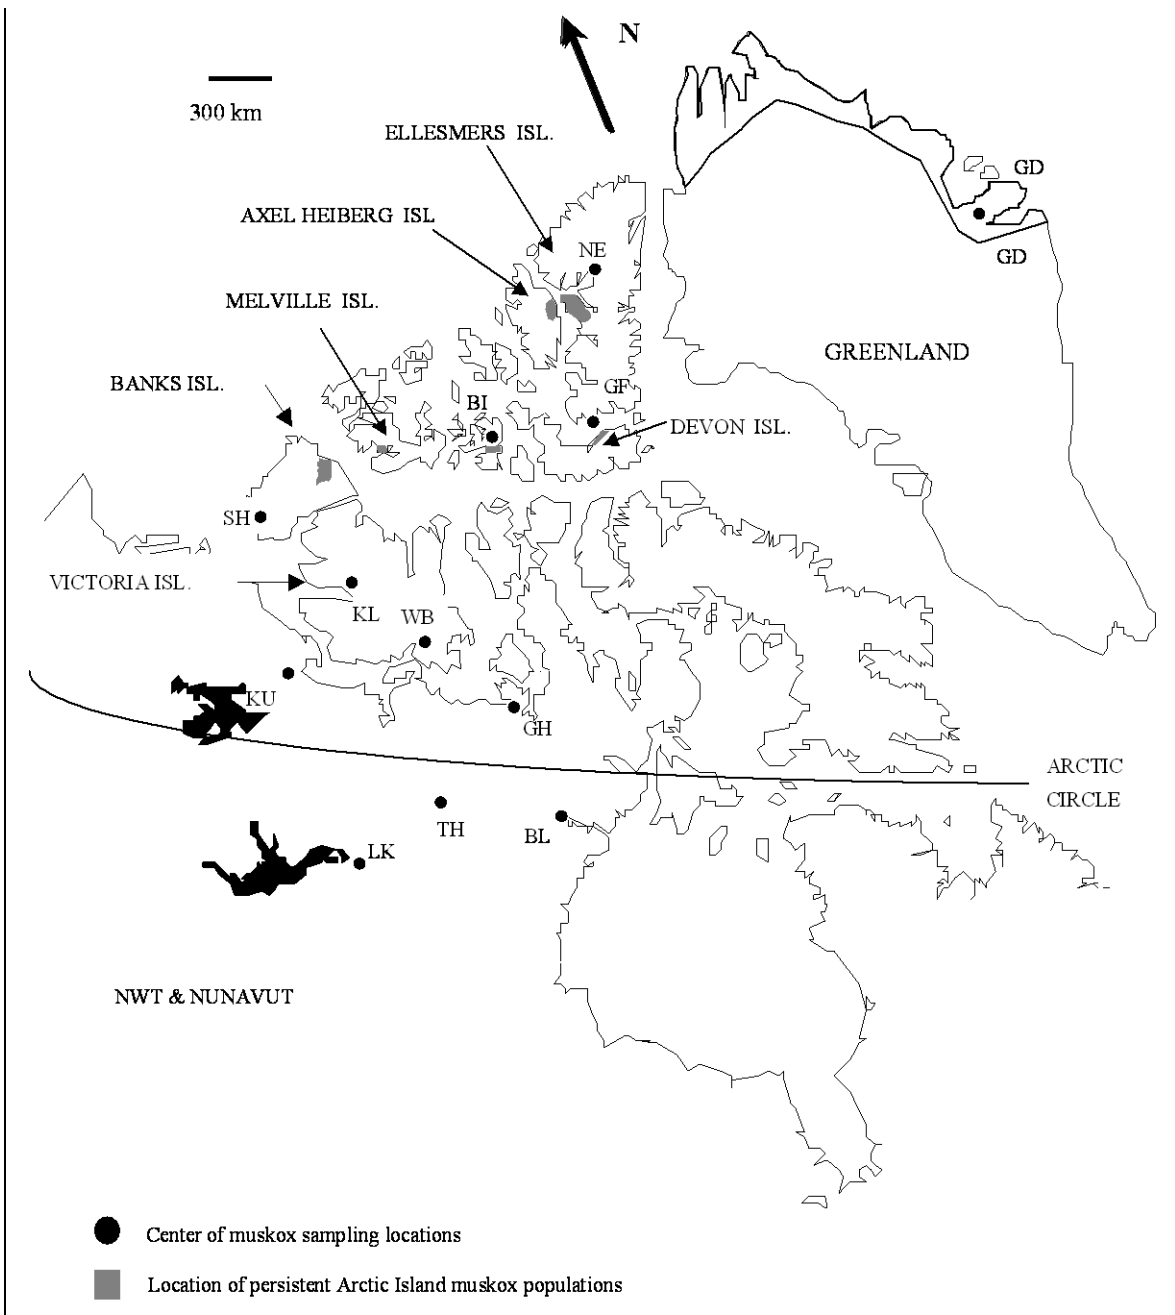 N
300 km
ELLESMERS ISL.
AXEL HEIBERG ISL
MELVILLE ISL.
BANKS ISL.
GD
GD
NE
GREENLAND
GF
BI
DEVON ISL.
SH
VICTORIA ISL.
KL
WB
KU
GH
ARCTIC
CIRCLE
TH
BL
LK
NWT & NUNAVUT
Center of muskox sampling locations
Location of persistent Arctic Island muskox populations